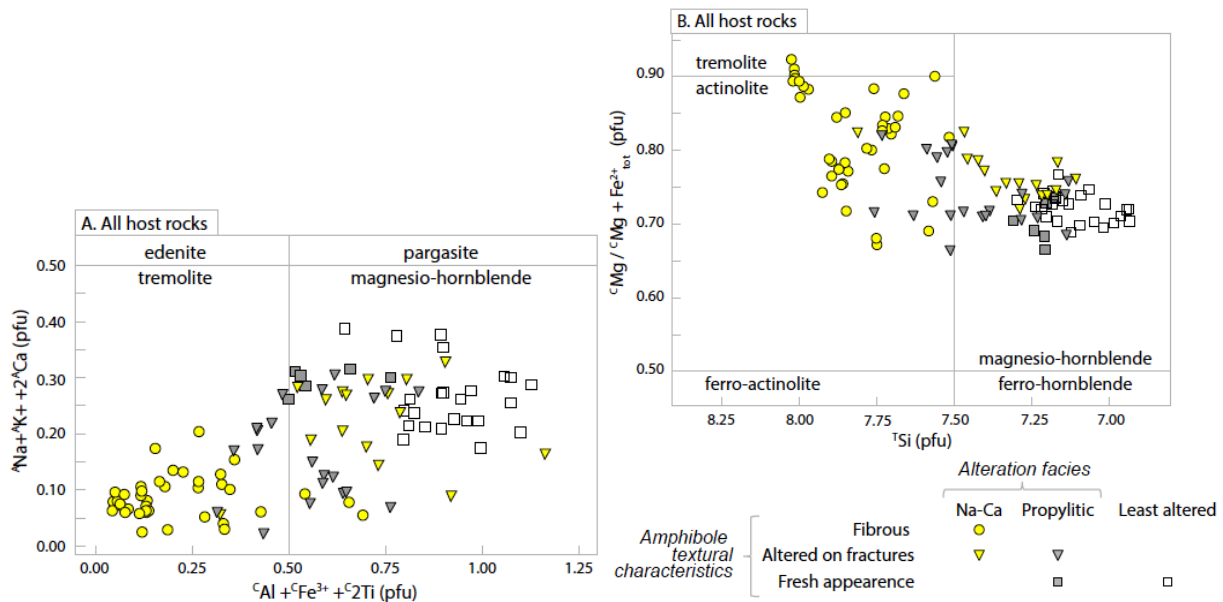 B. All host rocks
tremolite
actinolite
ferro-actinolite
magnesio-hornblende
ferro-hornblende
0.90
0.80
0.70
0.60
0.50
ᶜMg / ᶜMg + Fe²⁺tot (pfu)
8.25 8.00 7.75 7.50 7.25 7.00
ᵀSi (pfu)
A. All host rocks
edenite pargasite
tremolite magnesio-hornblende
0.50
0.40
0.30
0.20
0.10
0.00
ᴬNa+ᴬK+ +2ᴬCa (pfu)
0.00 0.25 0.50 0.75 1.00 1.25
ᶜAl +ᶜFe³⁺ +ᶜ2Ti (pfu)
Alteration facies
Na-Ca Propylitic Least altered
Amphibole
textural
characteristics
Fibrous
Altered on fractures
Fresh appearence